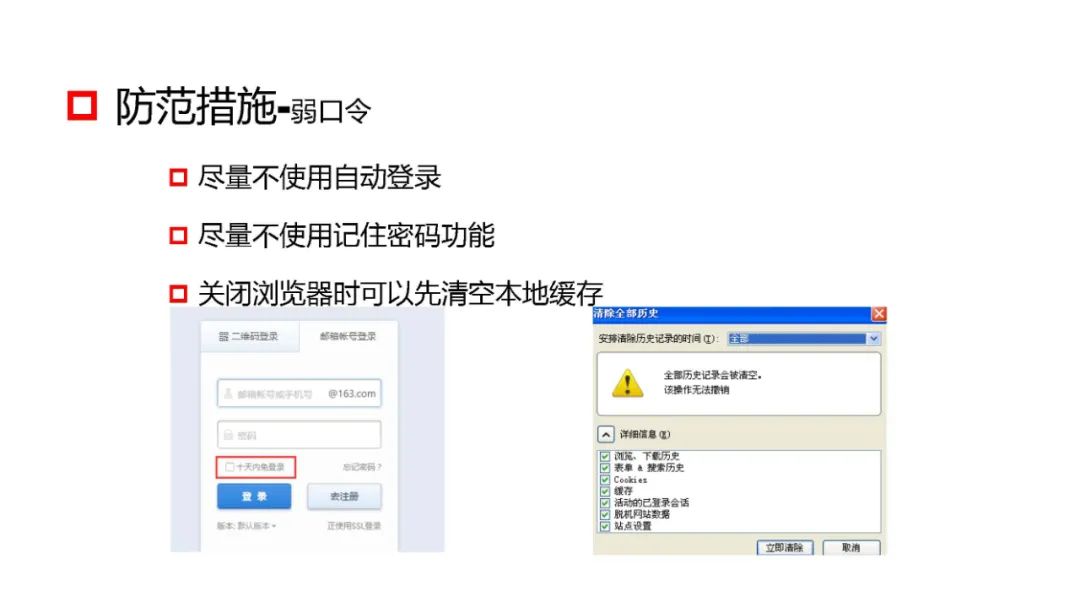 防范措施-弱口令
尽量不使用自动登录
尽量不使用记住密码功能
关闭浏览器时可以先清空本地缓存
二维码登录
邮箱帐号登录
邮箱帐号或手机号
@163.com
密码
十天内免登录
忘记密码?
登 录
去注册
版本: 默认版本
正使用SSL登录
清除全部历史
安排清除历史记录的时间(T):
全部
全部历史记录会被清空。
该操作无法撤销
详细信息(E)
浏览、下载历史
表单 & 搜索历史
Cookies
缓存
活动的已登录会话
脱机网站数据
站点设置
立即清除
取消